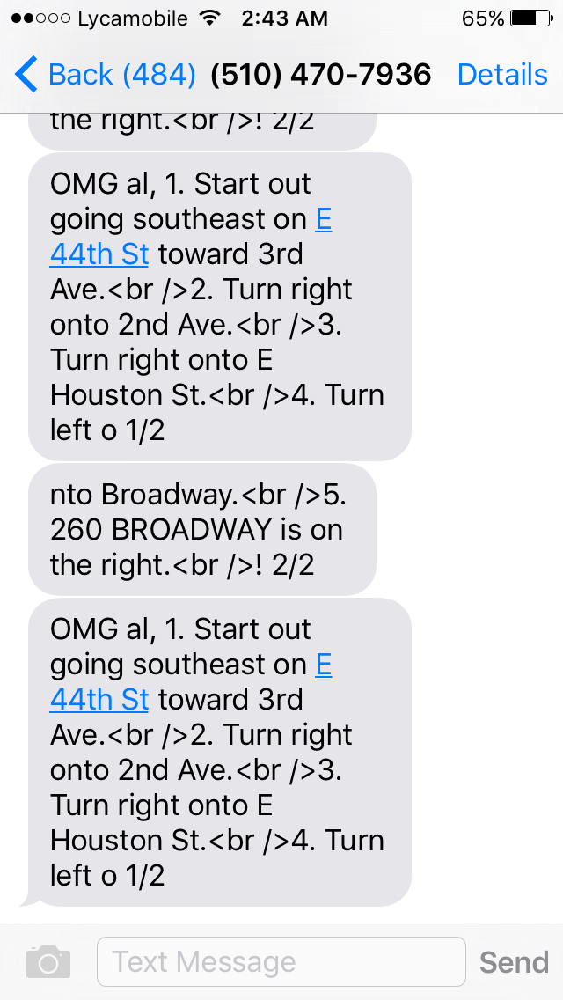 Lycamobile 2:43 AM 65%
Back (484) (510) 470-7936 Details
the right.<br />! 2/2
OMG al, 1. Start out
going southeast on E
44th St toward 3rd
Ave.<br />2. Turn right
onto 2nd Ave.<br />3.
Turn right onto E
Houston St.<br />4. Turn
left o 1/2
nto Broadway.<br />5.
260 BROADWAY is on
the right.<br />! 2/2
OMG al, 1. Start out
going southeast on E
44th St toward 3rd
Ave.<br />2. Turn right
onto 2nd Ave.<br />3.
Turn right onto E
Houston St.<br />4. Turn
left o 1/2
Text Message Send